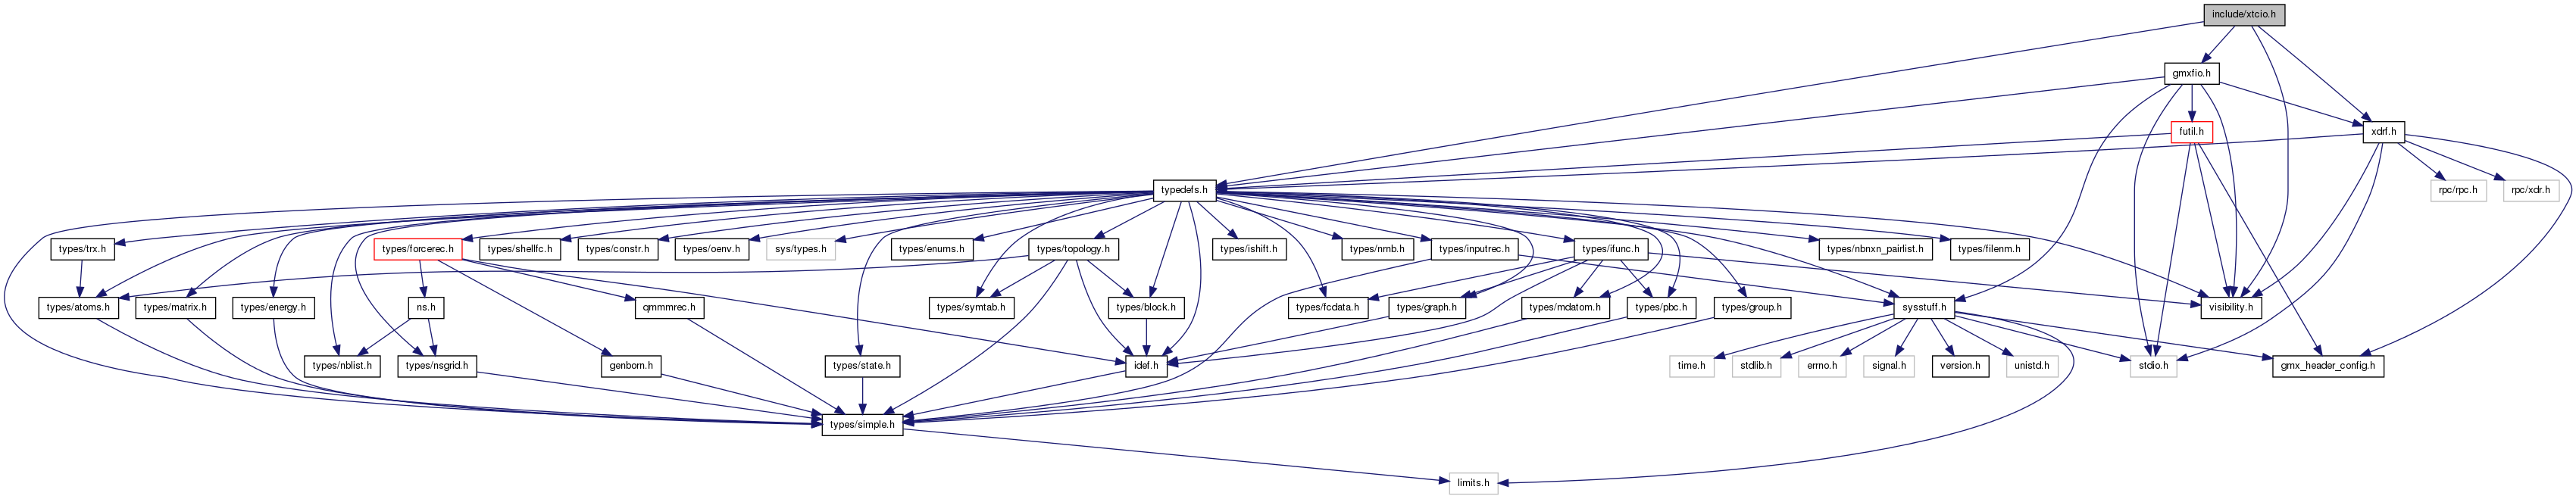 include/xtcio.h
gmxfio.h
futil.h
xdrf.h
typedefs.h
rpc/rpc.h
rpc/xdr.h
types/trx.h
types/forcerec.h
types/shellfc.h
types/constr.h
types/oenv.h
sys/types.h
types/enums.h
types/topology.h
types/ishift.h
types/nrnb.h
types/inputrec.h
types/ifunc.h
types/nbnxn_pairlist.h
types/filenm.h
types/atoms.h
types/matrix.h
types/energy.h
ns.h
qmmmrec.h
types/symtab.h
types/block.h
types/fcdata.h
types/graph.h
types/mdatom.h
types/pbc.h
types/group.h
sysstuff.h
visibility.h
types/nblist.h
types/nsgrid.h
genborn.h
types/state.h
idef.h
time.h
stdlib.h
errno.h
signal.h
version.h
unistd.h
stdio.h
gmx_header_config.h
types/simple.h
limits.h